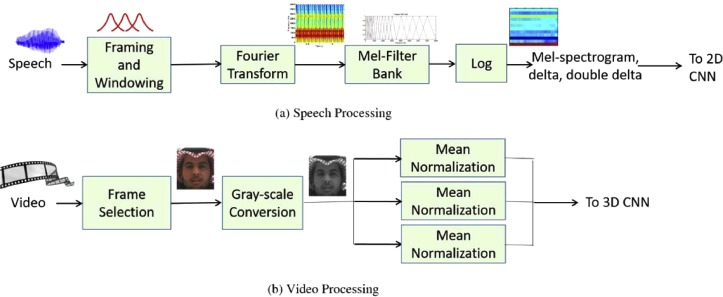 Speech
Framing
and
Windowing
Fourier
Transform
Mel-Filter
Bank
Log
Mel-spectrogram,
delta, double delta
To 2D
CNN
(a) Speech Processing
Video
Frame
Selection
Gray-scale
Conversion
Mean
Normalization
Mean
Normalization
Mean
Normalization
To 3D CNN
(b) Video Processing